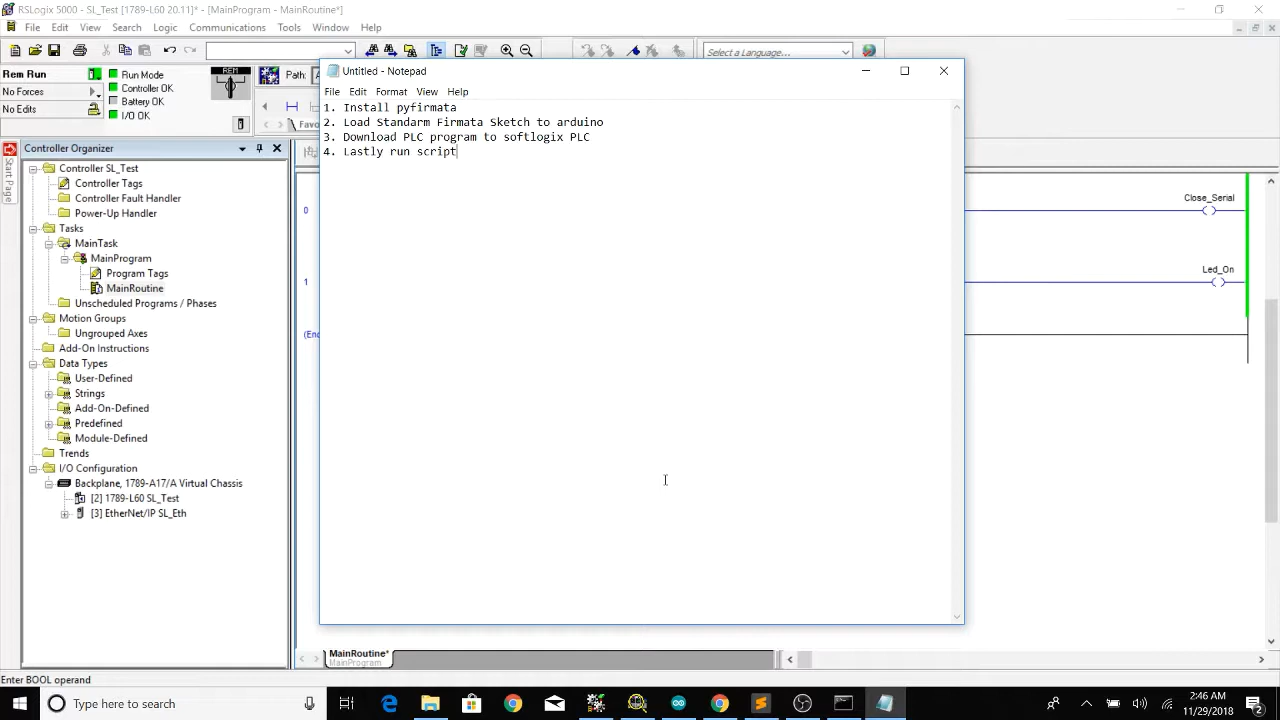 RSLogix 5000 - SL_Test [1789-L60 20.11]* - [MainProgram - MainRoutine*]
File Edit View Search Logic Communications Tools Window Help
Select a Language...
Rem Run
No Forces
No Edits
Run Mode
Controller OK
Battery OK
I/O OK
REM
Path: A
Favo
Start Page
Controller Organizer
Controller SL_Test
Controller Tags
Controller Fault Handler
Power-Up Handler
Tasks
MainTask
MainProgram
Program Tags
MainRoutine
Unscheduled Programs / Phases
Motion Groups
Ungrouped Axes
Add-On Instructions
Data Types
User-Defined
Strings
Add-On-Defined
Predefined
Module-Defined
Trends
I/O Configuration
Backplane, 1789-A17/A Virtual Chassis
[2] 1789-L60 SL_Test
[3] EtherNet/IP SL_Eth
Untitled - Notepad
File Edit Format View Help
1. Install pyfirmata
2. Load Standarm Firmata Sketch to arduino
3. Download PLC program to softlogix PLC
4. Lastly run script
0
Close_Serial
1
Led_On
(End
MainRoutine*
MainProgram
Enter BOOL operand
Type here to search
2:46 AM
11/29/2018
2